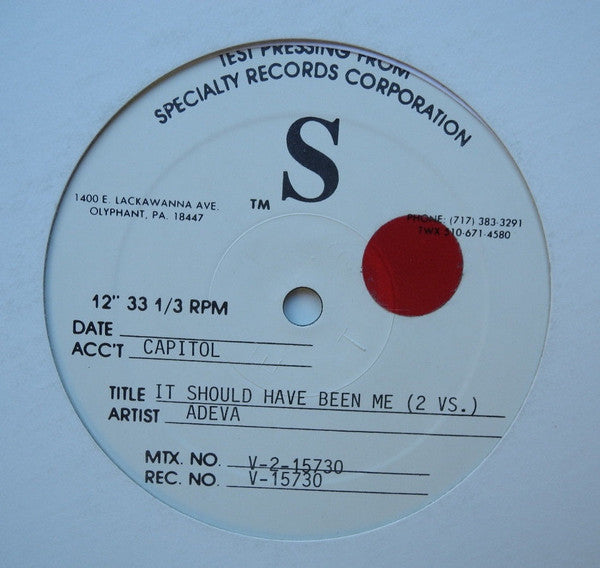 TEST PRESSING FROM
SPECIALTY RECORDS CORPORATION
S
TM
1400 E. LACKAWANNA AVE.
OLYPHANT, PA. 18447
PHONE: (717) 383-3291
TWX 510-671-4580
12" 33 1/3 RPM
DATE
ACC'T CAPITOL
TITLE IT SHOULD HAVE BEEN ME (2 VS.)
ARTIST ADEVA
MTX. NO. V-2-15730
REC. NO. V-15730